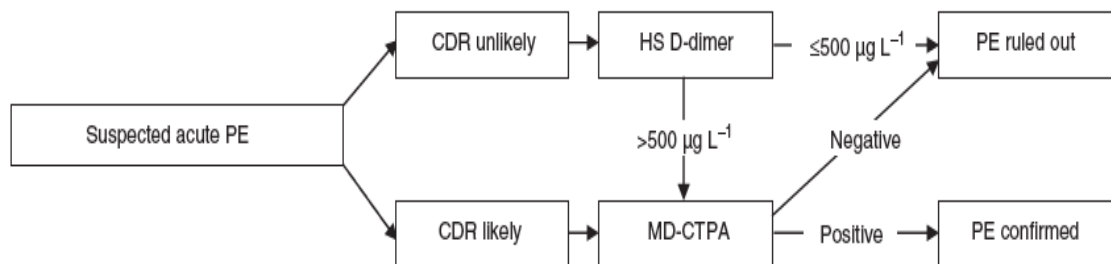 CDR unlikely
HS D-dimer
≤500 µg L⁻¹
PE ruled out
Suspected acute PE
>500 µg L⁻¹
Negative
CDR likely
MD-CTPA
Positive
PE confirmed